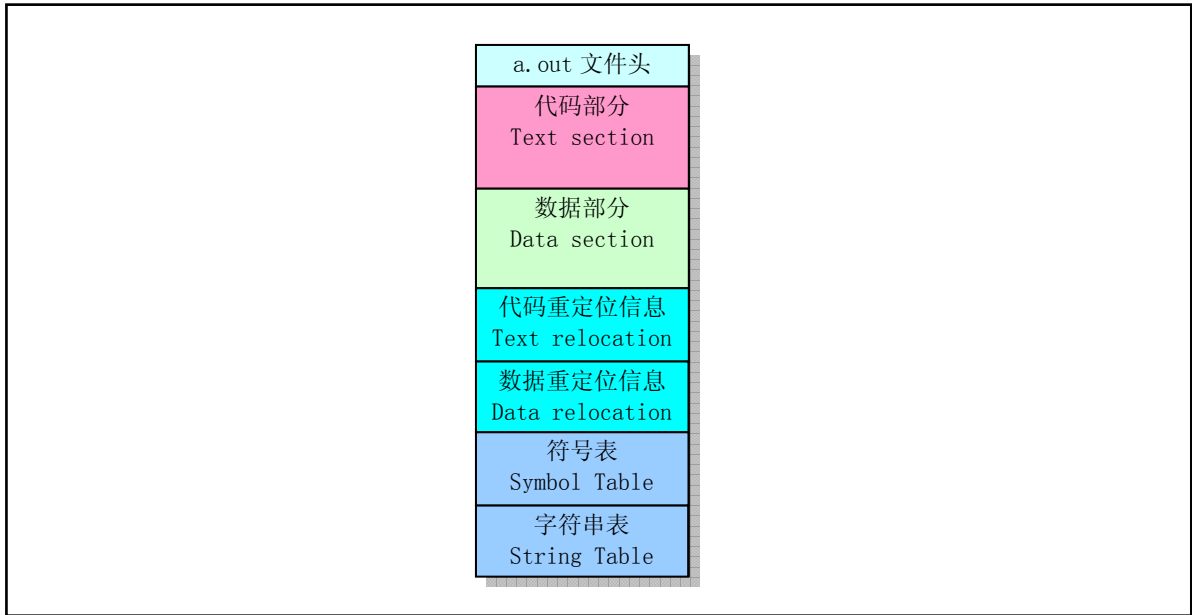 a.out 文件头
代码部分
Text section
数据部分
Data section
代码重定位信息
Text relocation
数据重定位信息
Data relocation
符号表
Symbol Table
字符串表
String Table